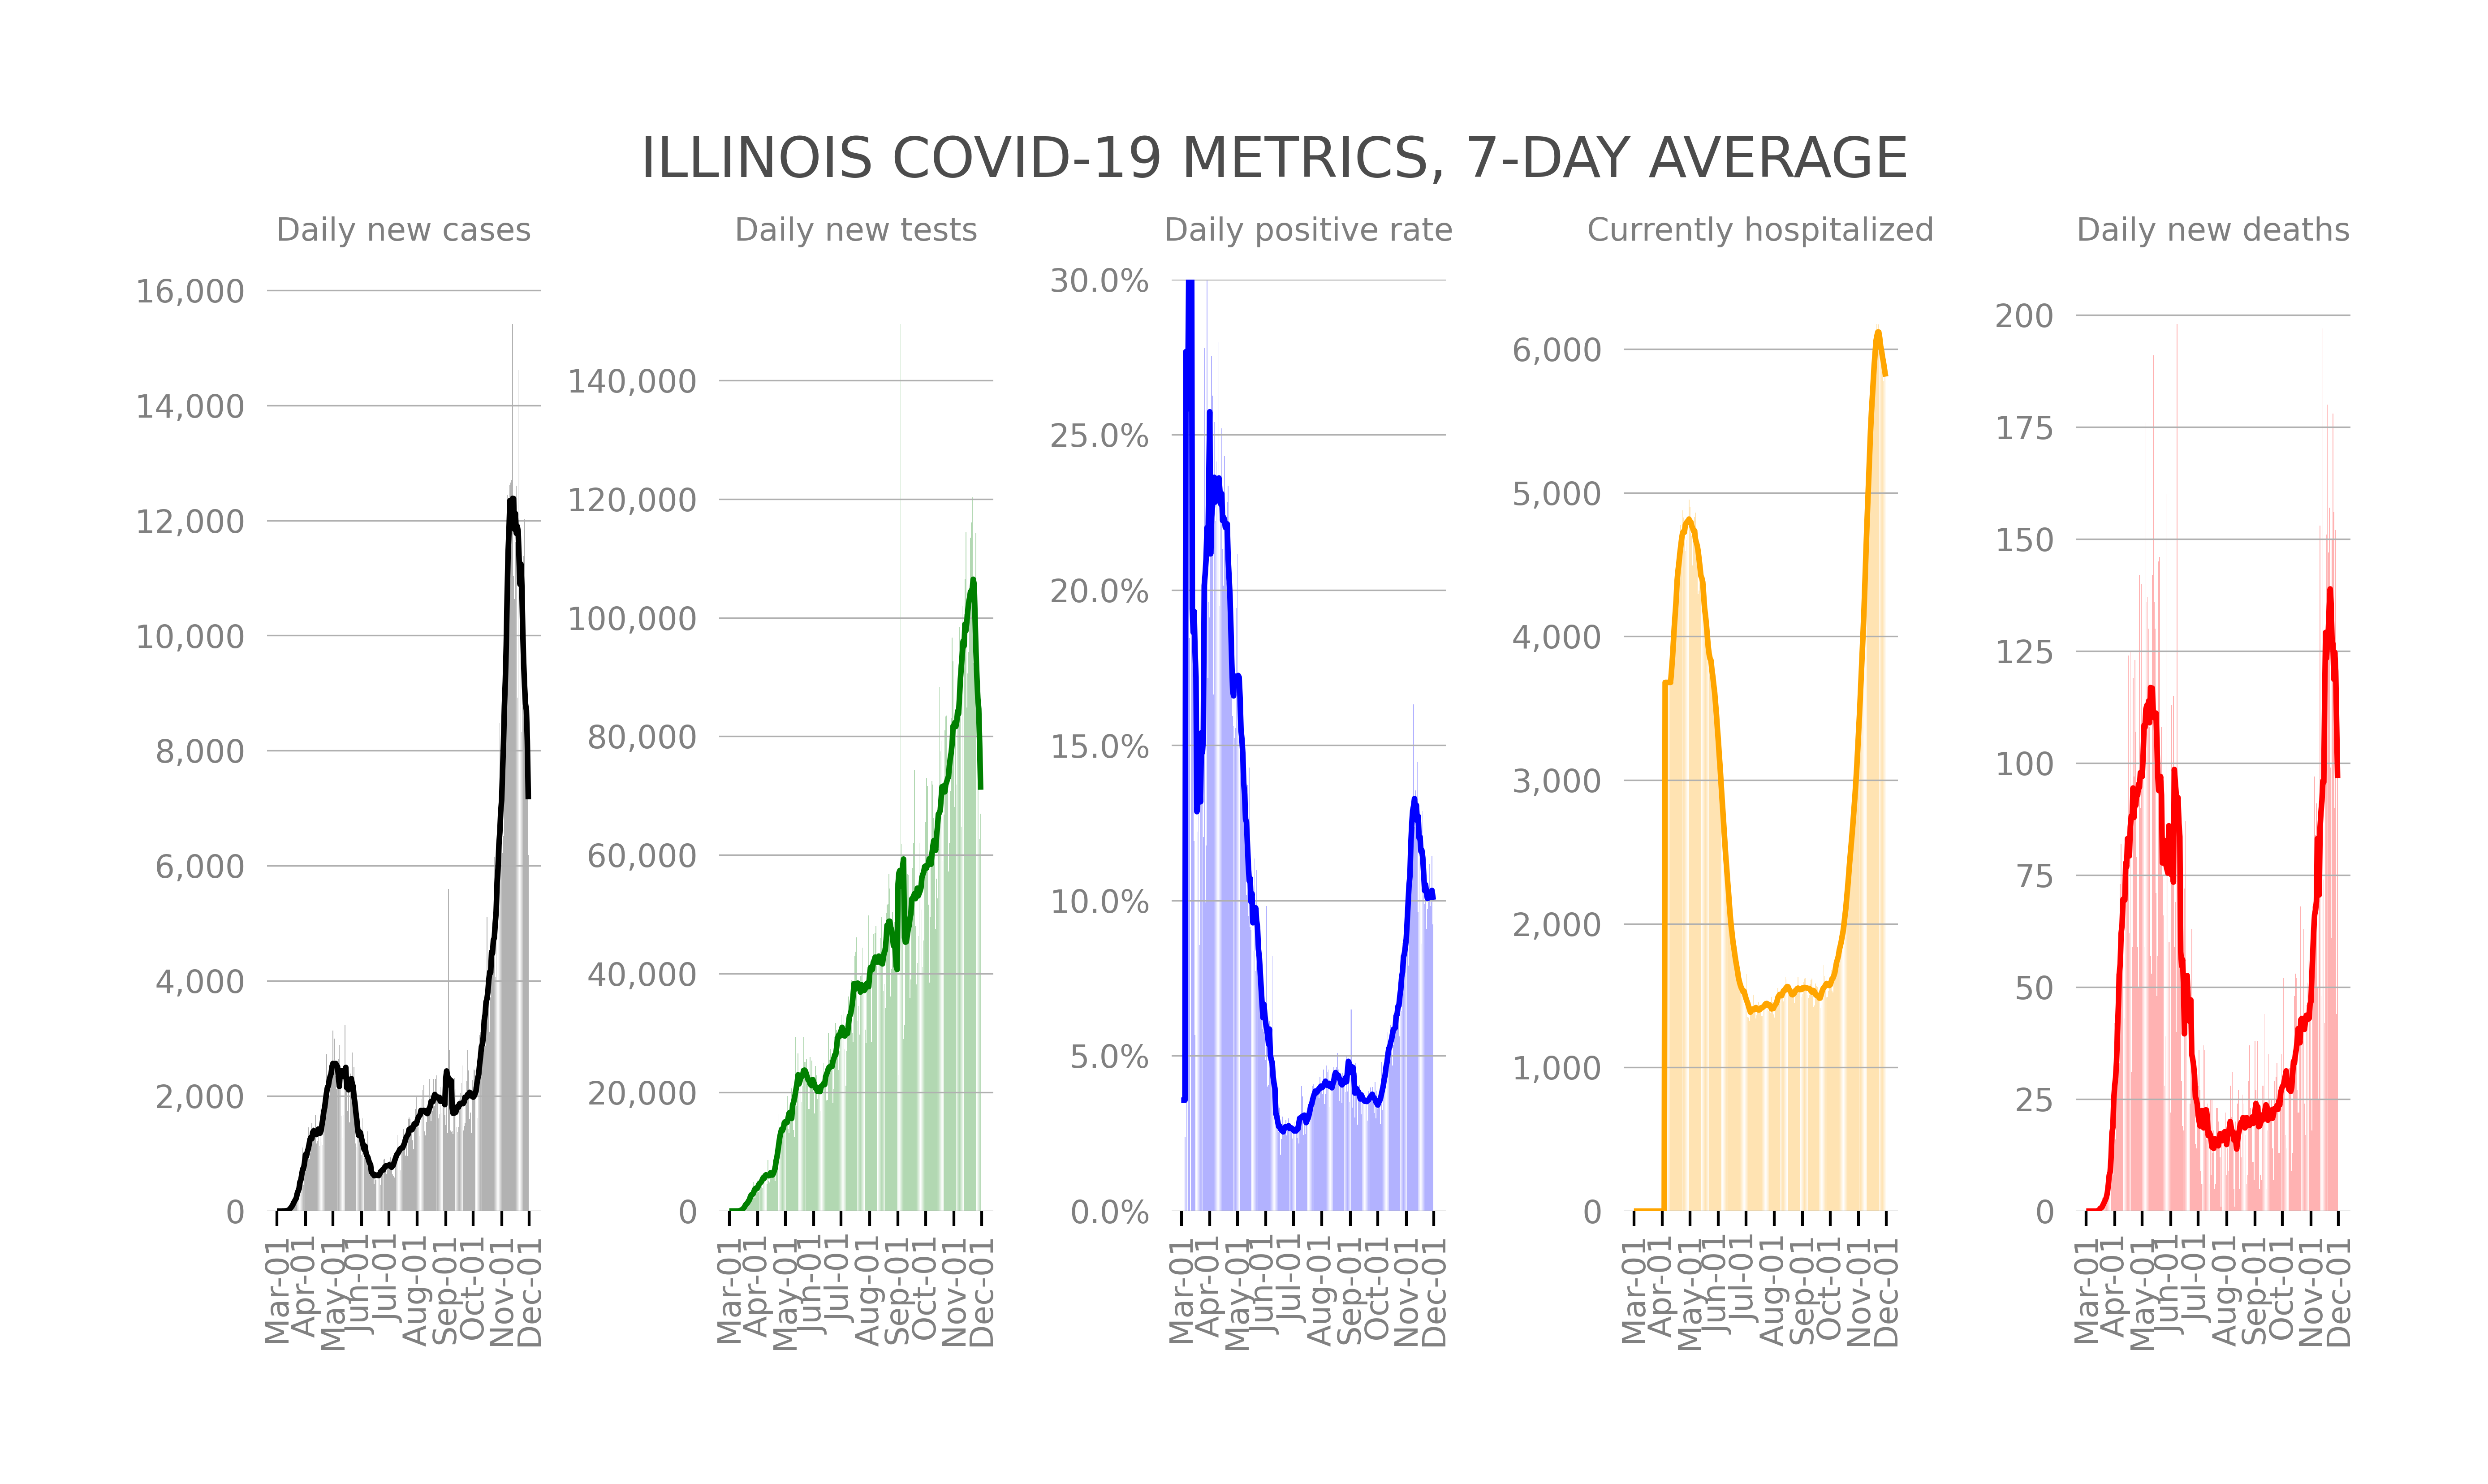 ILLINOIS COVID-19 METRICS, 7-DAY AVERAGE
Daily new cases
16,000
14,000
12,000
10,000
8,000
6,000
4,000
2,000
0
Mar-01
Apr-01
May-01
Jun-01
Jul-01
Aug-01
Sep-01
Oct-01
Nov-01
Dec-01
Daily new tests
140,000
120,000
100,000
80,000
60,000
40,000
20,000
0
Mar-01
Apr-01
May-01
Jun-01
Jul-01
Aug-01
Sep-01
Oct-01
Nov-01
Dec-01
Daily positive rate
30.0%
25.0%
20.0%
15.0%
10.0%
5.0%
0.0%
Mar-01
Apr-01
May-01
Jun-01
Jul-01
Aug-01
Sep-01
Oct-01
Nov-01
Dec-01
Currently hospitalized
6,000
5,000
4,000
3,000
2,000
1,000
0
Mar-01
Apr-01
May-01
Jun-01
Jul-01
Aug-01
Sep-01
Oct-01
Nov-01
Dec-01
Daily new deaths
200
175
150
125
100
75
50
25
0
Mar-01
Apr-01
May-01
Jun-01
Jul-01
Aug-01
Sep-01
Oct-01
Nov-01
Dec-01